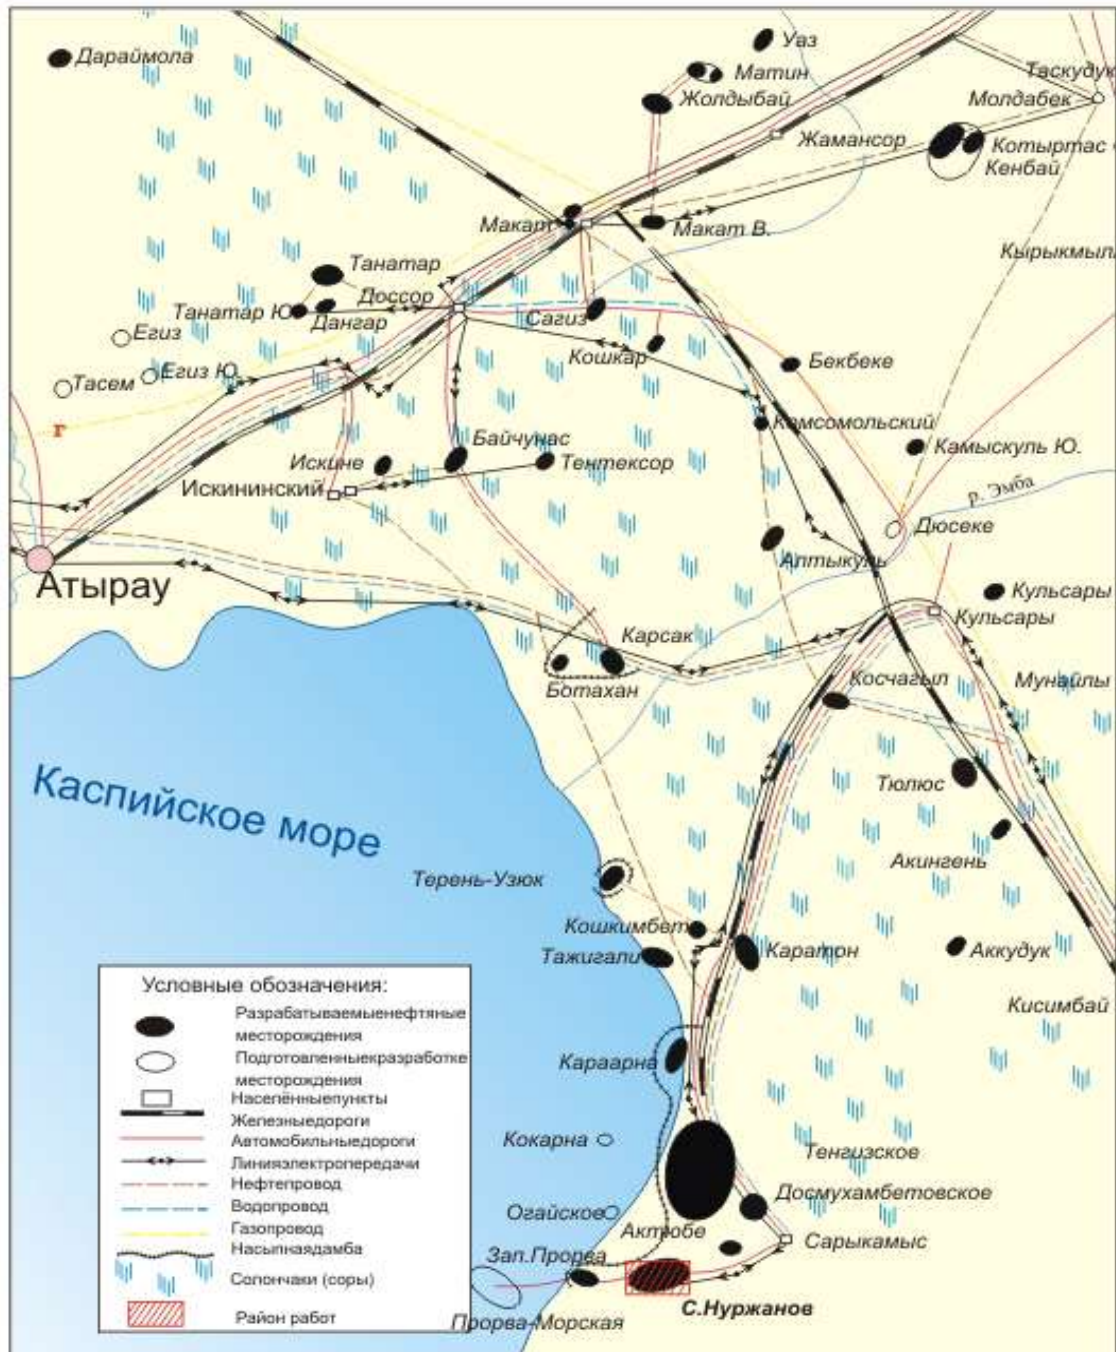 Уаз
Дараймола
Матин
Таскудук
Жолдыбай
Молдабек
Жамансор
Котыртас
Кенбай
Макат
Макат В.
Кырыкмыл
Танатар
Доссор
Танатар Ю
Дангар
Сагиз
Егиз
Кошкар
Бекбеке
Тасем
Егиз Ю.
г
Комсомольский
Байчунас
Камыскуль Ю.
Искине
Тентексор
Искининский
р. Эмба
Дюсеке
Алтыкуль
Атырау
Кульсары
Кульсары
Карсак
Ботахан
Косчагыл
Мунайлы
Каспийское море
Тюлюс
Акингень
Терень-Узюк
Кошкимбет
Тажигали
Каратон
Аккудук
Кисимбай
Караарна
Кокарна
Тенгизское
Досмухамбетовское
Огайское
Актюбе
Сарыкамыс
Зап.Прорва
С.Нуржанов
Прорва-Морская
Условные обозначения:
Разрабатываемыенефтяные
месторождения
Подготовленныекразработке
месторождения
Населённыепункты
Железныедороги
Автомобильныедороги
Линияэлектропередачи
Нефтепровод
Водопровод
Газопровод
Насыпнаядамба
Солончаки (соры)
Район работ